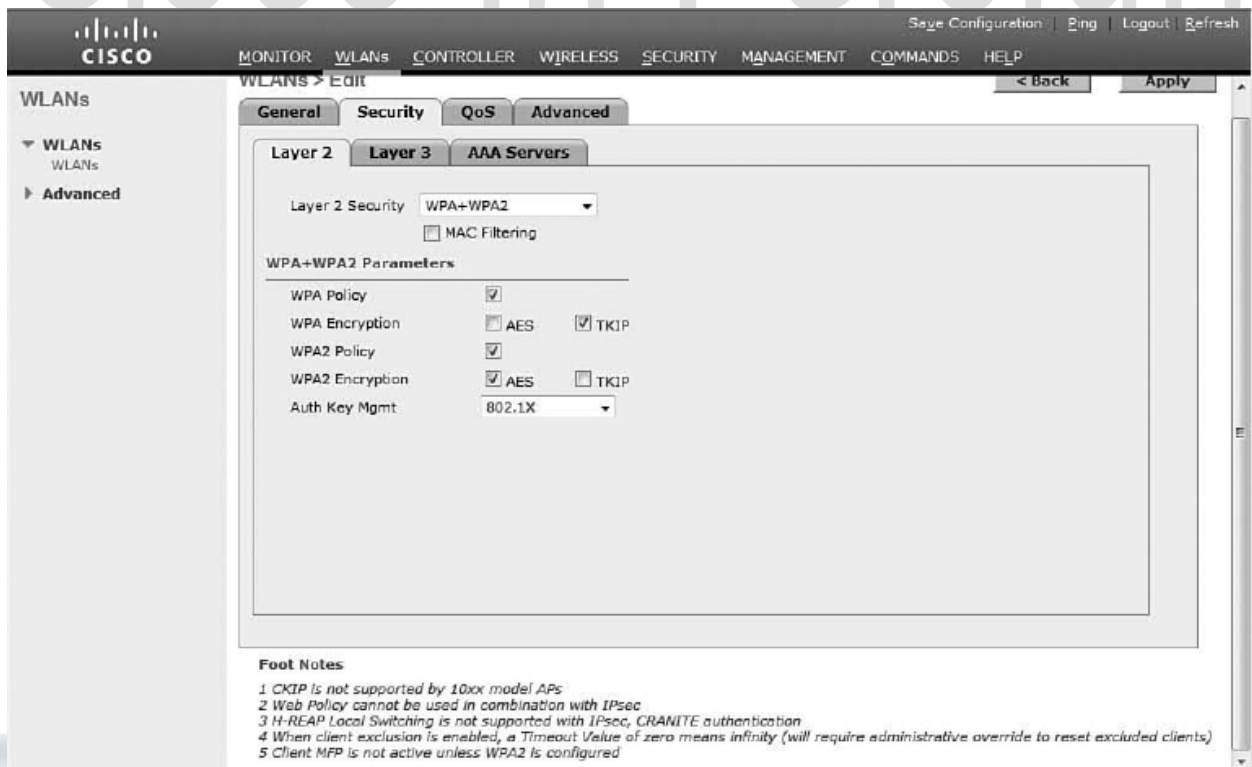 Save Configuration | Ping | Logout | Refresh
CISCO
MONITOR WLANs CONTROLLER WIRELESS SECURITY MANAGEMENT COMMANDS HELP
WLANs
WLANs > Edit
< Back
Apply
General Security QoS Advanced
WLANs
WLANs
Advanced
Layer 2 Layer 3 AAA Servers
Layer 2 Security WPA+WPA2
MAC Filtering
WPA+WPA2 Parameters
WPA Policy
WPA Encryption AES TKIP
WPA2 Policy
WPA2 Encryption AES TKIP
Auth Key Mgmt 802.1X
Foot Notes
1 CKIP is not supported by 10xx model APs
2 Web Policy cannot be used in combination with IPsec
3 H-REAP Local Switching is not supported with IPsec, CRANITE authentication
4 When client exclusion is enabled, a Timeout Value of zero means infinity (will require administrative override to reset excluded clients)
5 Client MFP is not active unless WPA2 is configured